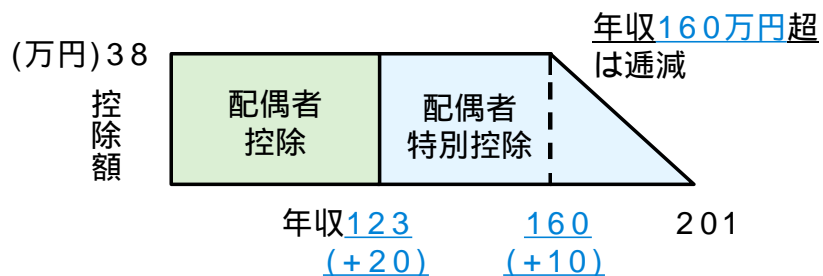 年収160万円超
は逓減
(万円)38
控除額
配偶者
控除
配偶者
特別控除
年収123
(+20)
160
(+10)
201